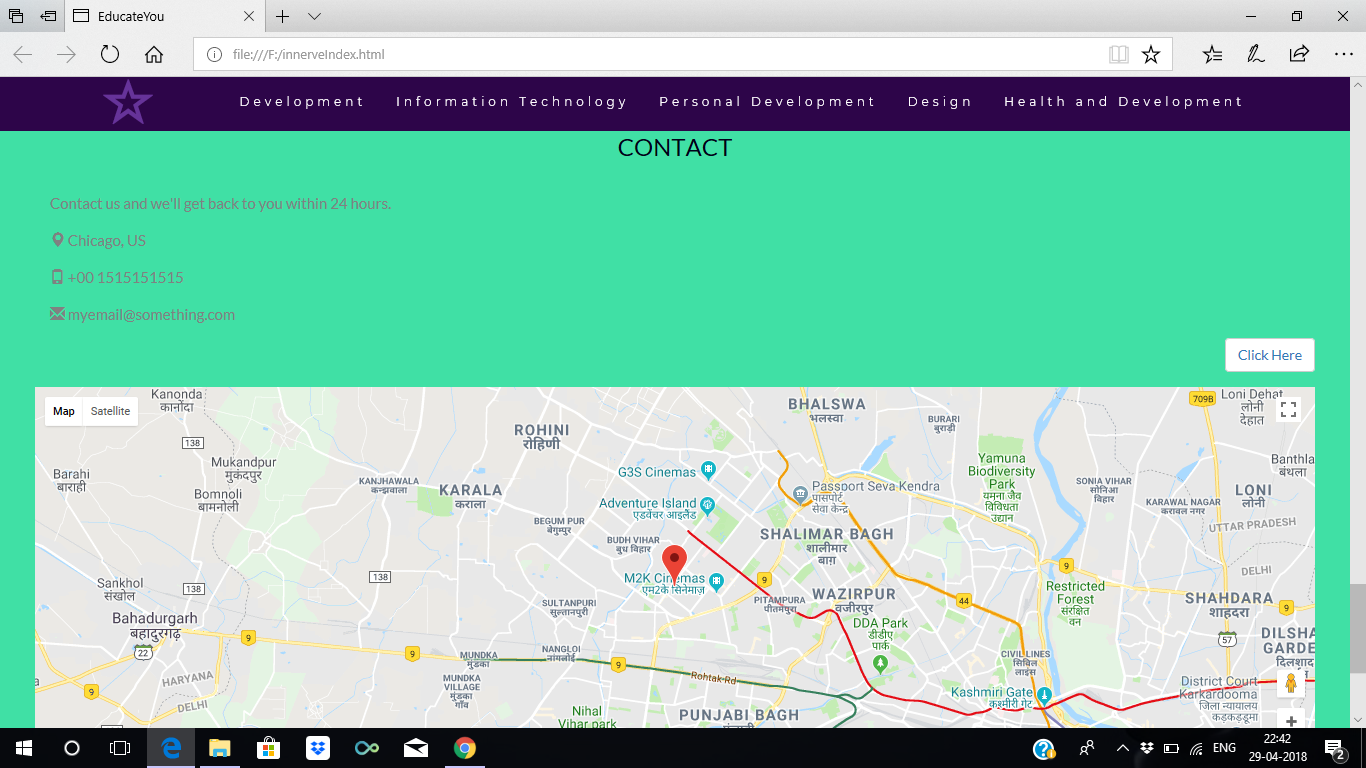 EducateYou
file:///F:/innerveIndex.html
Development Information Technology Personal Development Design Health and Development
CONTACT
Contact us and we'll get back to you within 24 hours.
Chicago, US
+00 1515151515
myemail@something.com
Click Here
Map Satellite
Kanonda
कानोंदा
BHALSWA
भलस्वा
709B
Loni Dehat
लोनी
देहात
BURARI
बुराड़ी
ROHINI
रोहिणी
138
Mukandpur
मुकंदपुर
Barahi
बाराही
G3S Cinemas
Yamuna
Biodiversity
Park
यमुना जैव
विविधता
उद्यान
Banthla
बंथला
KANJHAWALA
कन्झवाला
KARALA
कराला
Passport Seva Kendra
पासपोर्ट
सेवा केन्द्र
SONIA VIHAR
सोनिया
विहार
LONI
लोनी
Bomnoli
बामनोली
Adventure Island
एडवेंचर आइलैंड
KARAWAL NAGAR
करावल नगर
BEGUM PUR
बेगमपुर
UTTAR PRADESH
BUDH VIHAR
बुध विहार
SHALIMAR BAGH
शालीमार
बाग़
DELHI
9
138
Sankhol
संखोल
138
M2K Cinemas
एम2के सिनेमाज़
9
Restricted
Forest
संरक्षित
वन
PITAMPURA
पीतमपुरा
WAZIRPUR
वजीरपुर
44
SHAHDARA
शाहदरा
9
SULTANPURI
सुल्तानपुरी
Bahadurgarh
बहादुरगढ़
DDA Park
डीडीए
पार्क
57
DILSHA
GARDE
दिलशाद
22
9
9
MUNDKA
मुंडका
NANGLOI
नांगलोई
9
CIVIL LINES
सिविल
लाइंस
HARYANA
DELHI
9
MUNDKA
VILLAGE
मुंडका
गाँव
Rohtak Rd
Kashmiri Gate
कश्मीरी गेट
District Court
Karkardooma
जिला न्यायालय
कड़कड़डूमा
Nihal
Vihar park
PUNJABI BAGH
ENG
22:42
29-04-2018
2